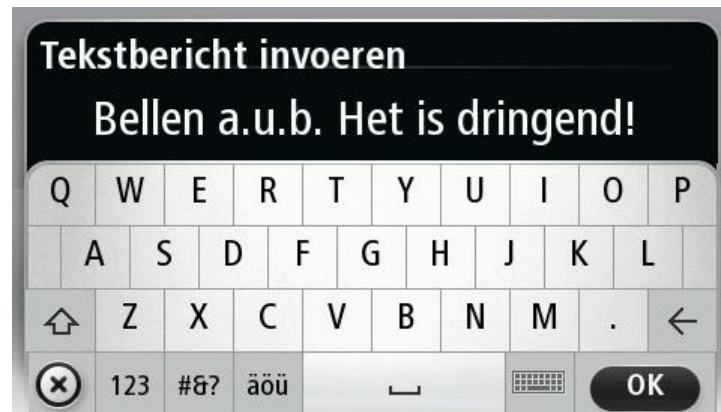 Tekstbericht invoeren
Bellen a.u.b. Het is dringend!
Q W E R T Y U I O P
A S D F G H J K L
Z X C V B N M .
123 #&? äöü OK